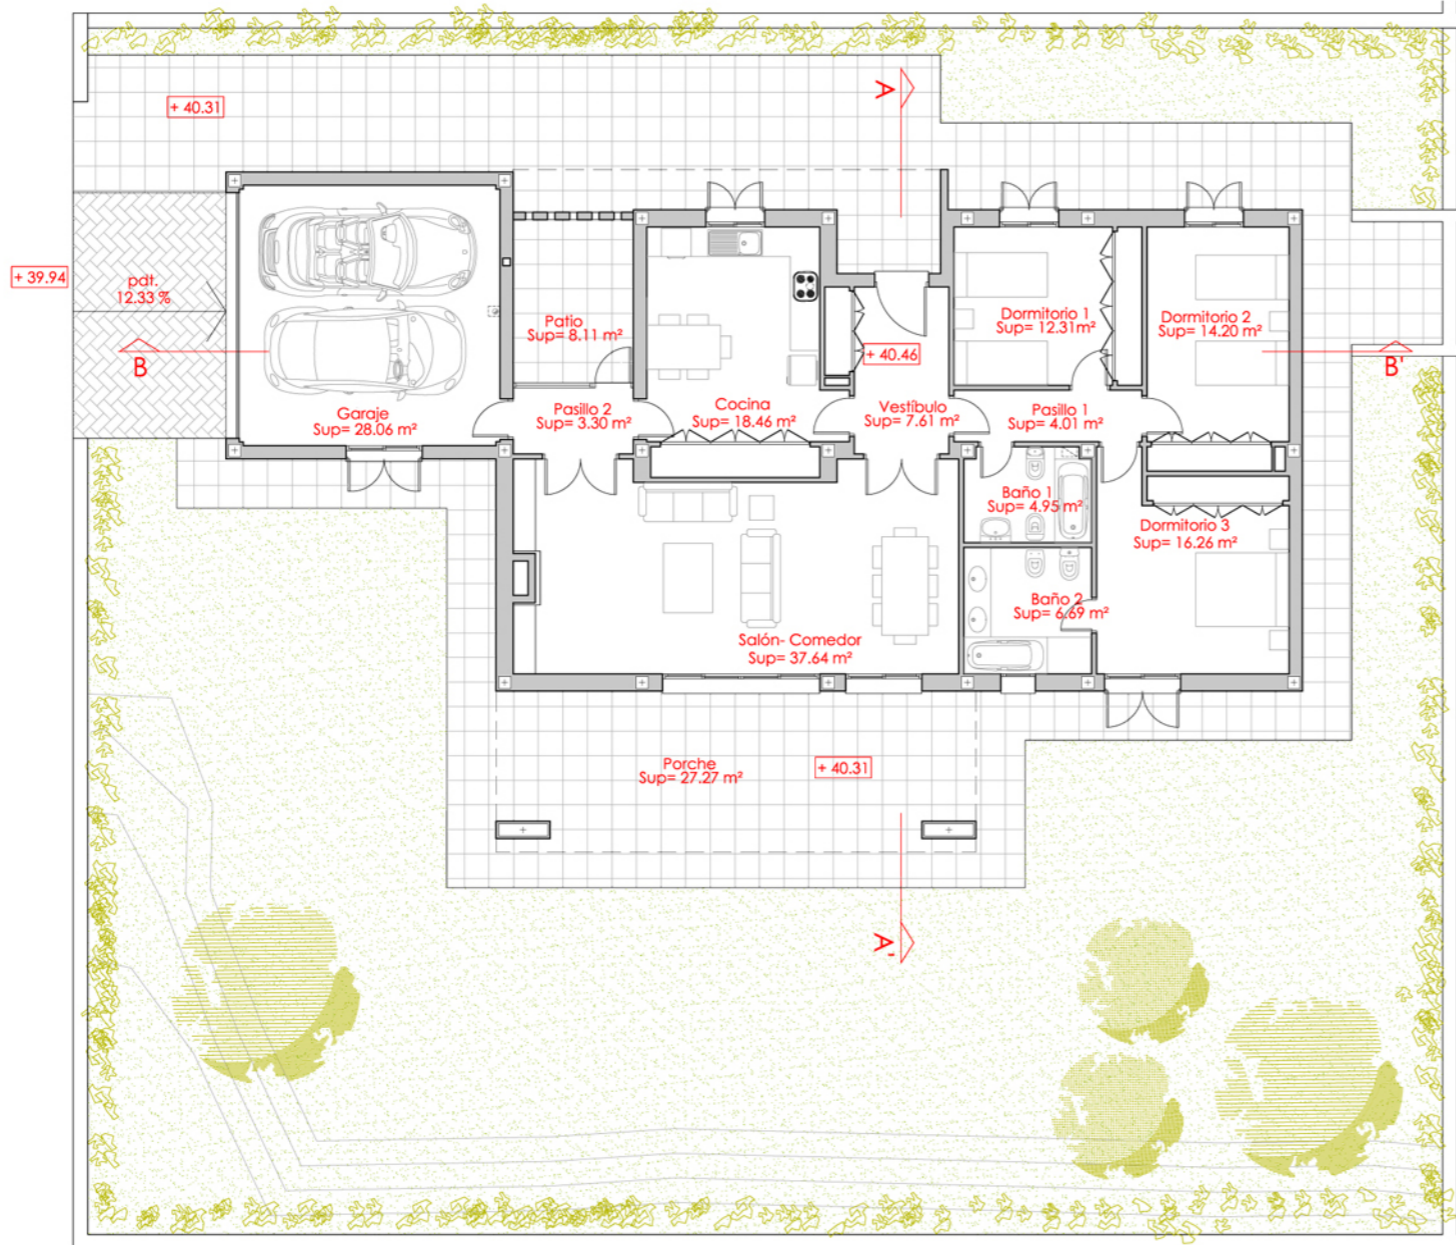 A
+ 40.31
+ 39.94
pdt.
12.33 %
B
Garaje
Sup= 28.06 m²
Patio
Sup= 8.11 m²
Pasillo 2
Sup= 3.30 m²
Cocina
Sup= 18.46 m²
+ 40.46
Vestíbulo
Sup= 7.61 m²
Dormitorio 1
Sup= 12.31m²
Pasillo 1
Sup= 4.01 m²
Dormitorio 2
Sup= 14.20 m²
B'
Baño 1
Sup= 4.95 m²
Dormitorio 3
Sup= 16.26 m²
Baño 2
Sup= 6.69 m²
Salón- Comedor
Sup= 37.64 m²
Porche
Sup= 27.27 m²
+ 40.31
A'